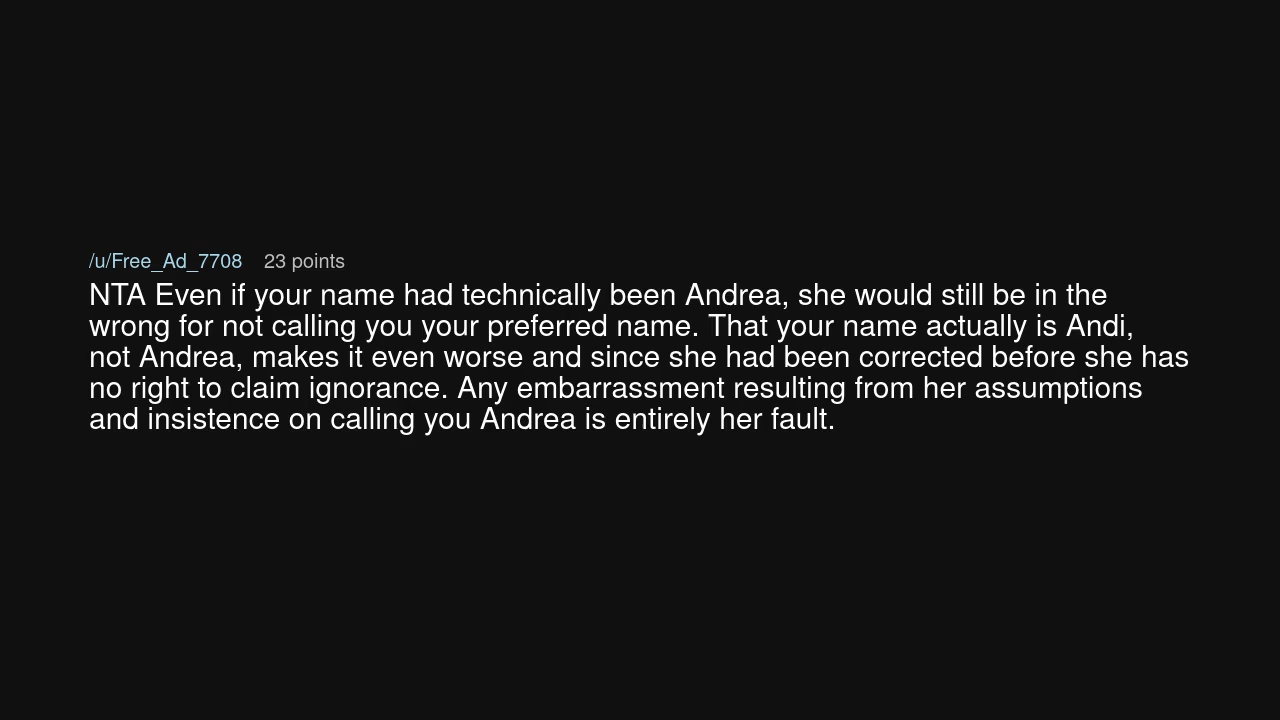 /u/Free_Ad_7708 23 points
NTA Even if your name had technically been Andrea, she would still be in the
wrong for not calling you your preferred name. That your name actually is Andi,
not Andrea, makes it even worse and since she had been corrected before she has
no right to claim ignorance. Any embarrassment resulting from her assumptions
and insistence on calling you Andrea is entirely her fault.